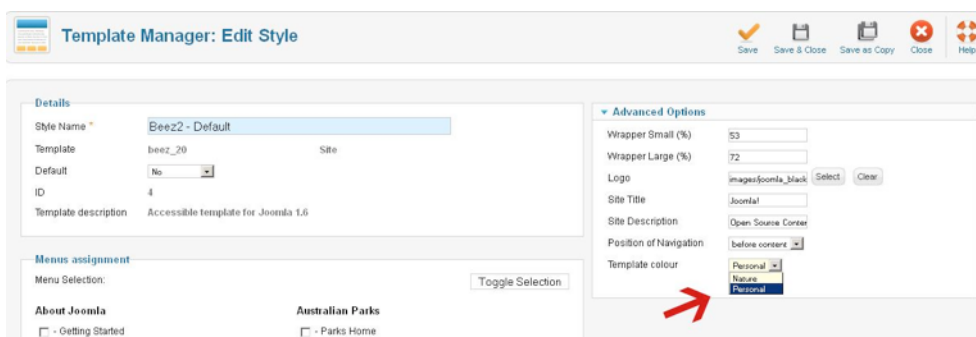 Template Manager: Edit Style
Save Save & Close Save as Copy Close Help
Details
Style Name *
Beez2 - Default
Template beez_20 Site
Default No
ID 4
Template description Accessible template for Joomla 1.6
Menus assignment
Menu Selection: Toggle Selection
About Joomla Australian Parks
- Getting Started - Parks Home
Advanced Options
Wrapper Small (%) 53
Wrapper Large (%) 72
Logo images/joomla_black Select Clear
Site Title Joomla!
Site Description Open Source Conter
Position of Navigation before content
Template colour Personal
Nature
Personal